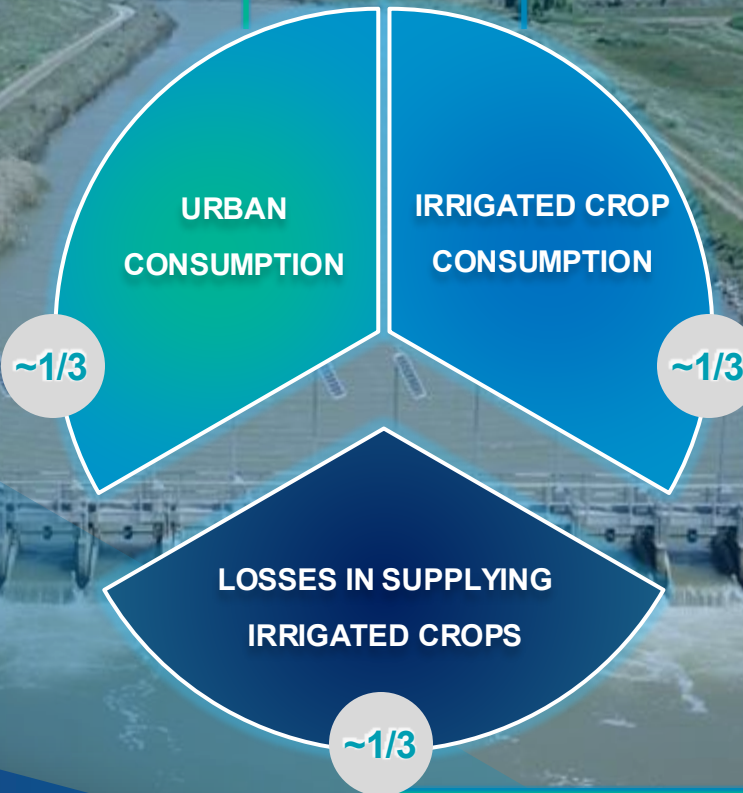 URBAN
CONSUMPTION
~1/3
IRRIGATED CROP
CONSUMPTION
~1/3
LOSSES IN SUPPLYING
IRRIGATED CROPS
~1/3